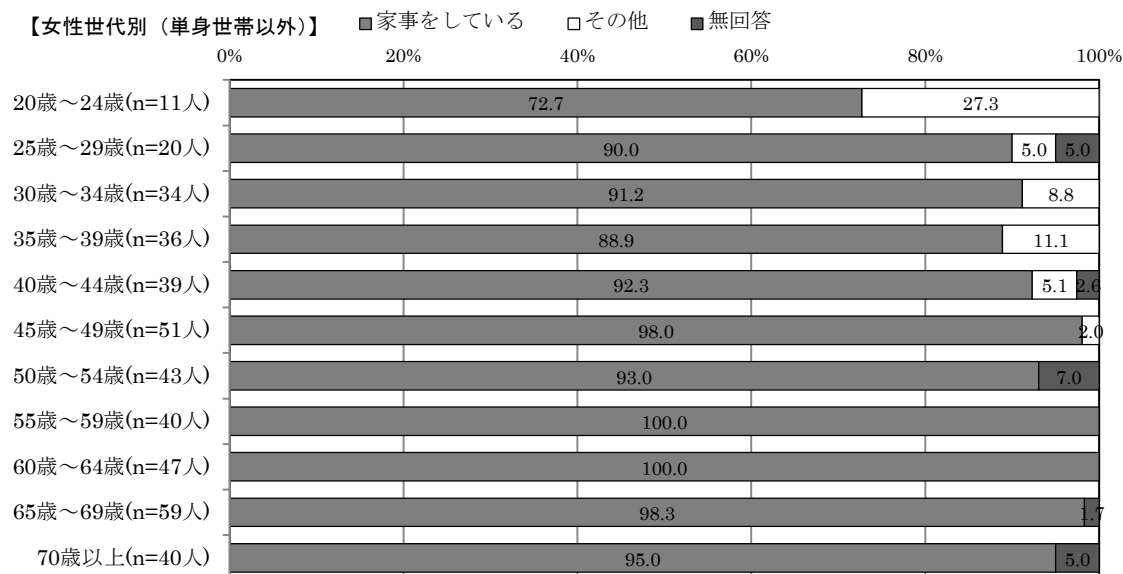 【女性世代別（単身世帯以外）】 ■家事をしている □その他 ■無回答
0% 20% 40% 60% 80% 100%
20歳～24歳(n=11人) 72.7 27.3
25歳～29歳(n=20人) 90.0 5.0 5.0
30歳～34歳(n=34人) 91.2 8.8
35歳～39歳(n=36人) 88.9 11.1
40歳～44歳(n=39人) 92.3 5.1 2.6
45歳～49歳(n=51人) 98.0 2.0
50歳～54歳(n=43人) 93.0 7.0
55歳～59歳(n=40人) 100.0
60歳～64歳(n=47人) 100.0
65歳～69歳(n=59人) 98.3 1.7
70歳以上(n=40人) 95.0 5.0